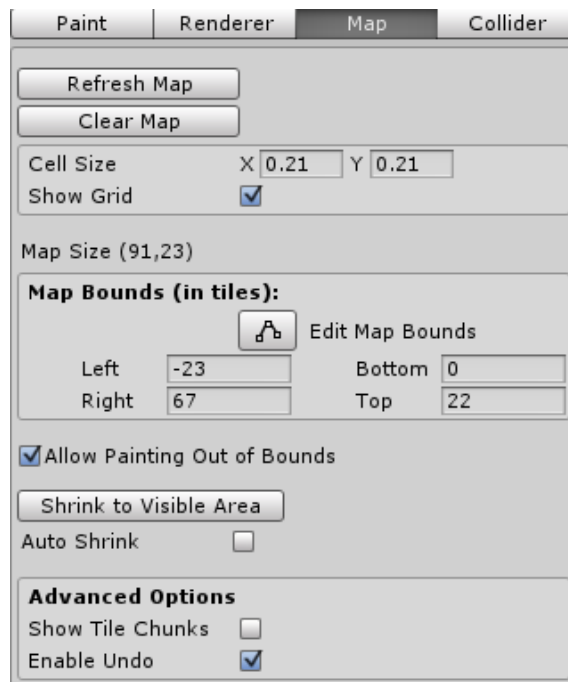 Paint Renderer Map Collider
Refresh Map
Clear Map
Cell Size X 0.21 Y 0.21
Show Grid
Map Size (91,23)
Map Bounds (in tiles):
Edit Map Bounds
Left -23 Bottom 0
Right 67 Top 22
Allow Painting Out of Bounds
Shrink to Visible Area
Auto Shrink
Advanced Options
Show Tile Chunks
Enable Undo